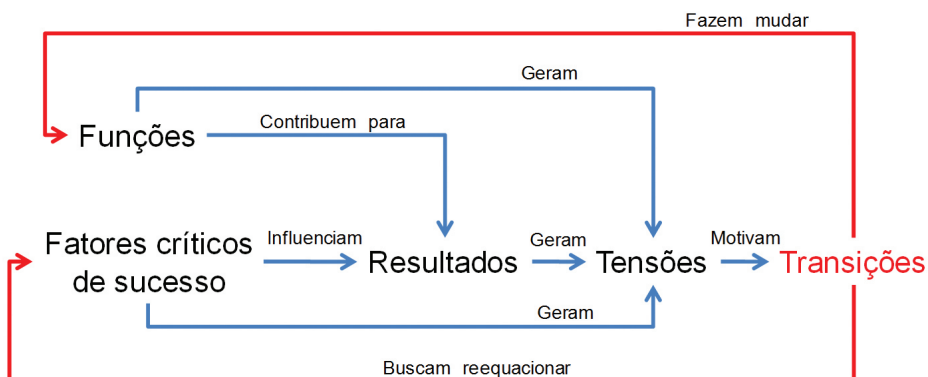 Fazem mudar
Geram
Contribuem para
Funções
Fatores críticos
de sucesso
Influenciam
Resultados
Geram
Tensões
Motivam
Transições
Geram
Buscam reequacionar